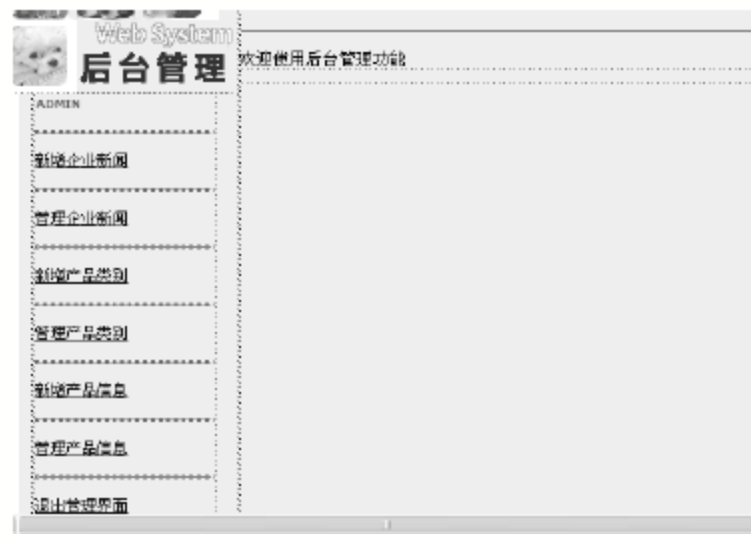 Web System
后台管理
欢迎使用后台管理功能
ADMIN
新增企业新闻
管理企业新闻
新增产品类别
管理产品类别
新增产品信息
管理产品信息
退出管理界面